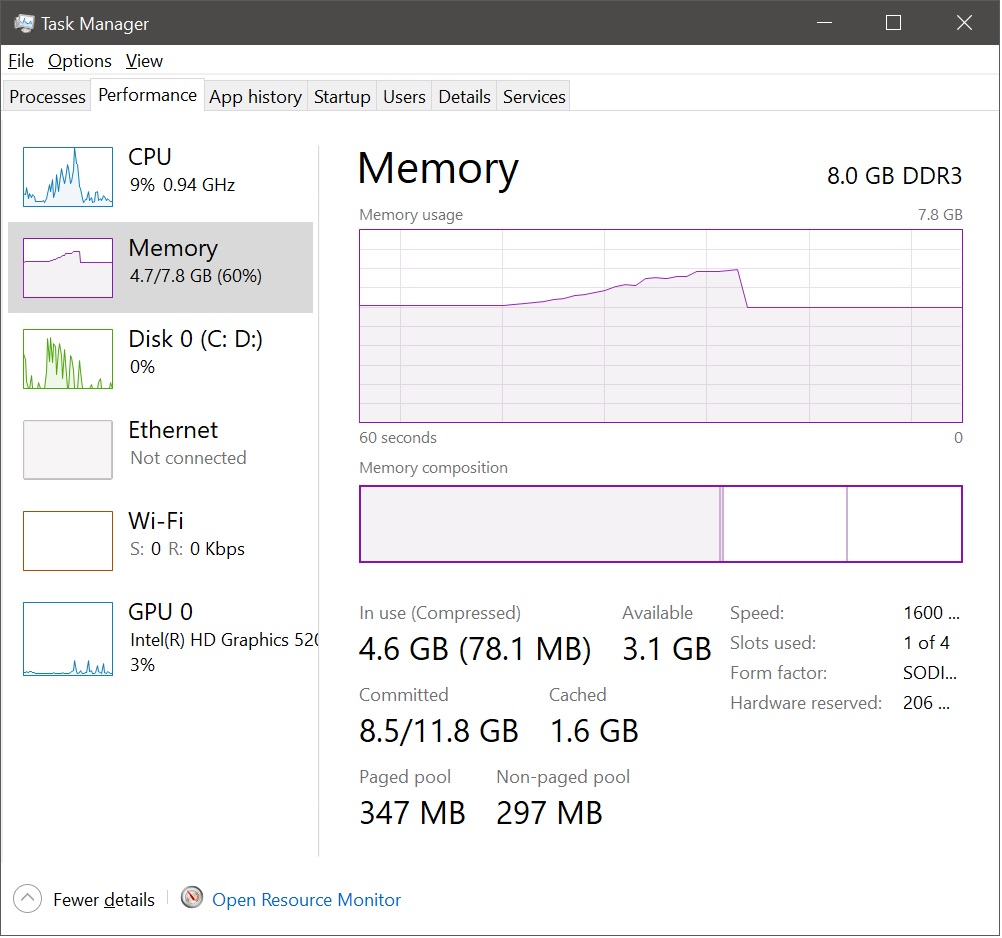 Task Manager
File Options View
Processes Performance App history Startup Users Details Services
CPU
9% 0.94 GHz
Memory
4.7/7.8 GB (60%)
Disk 0 (C: D:)
0%
Ethernet
Not connected
Wi-Fi
S: 0 R: 0 Kbps
GPU 0
Intel(R) HD Graphics 520
3%
Memory 8.0 GB DDR3
Memory usage 7.8 GB
60 seconds 0
Memory composition
In use (Compressed) Available
4.6 GB (78.1 MB) 3.1 GB
Committed Cached
8.5/11.8 GB 1.6 GB
Paged pool Non-paged pool
347 MB 297 MB
Speed: 1600 ...
Slots used: 1 of 4
Form factor: SODI...
Hardware reserved: 206 ...
Fewer details Open Resource Monitor